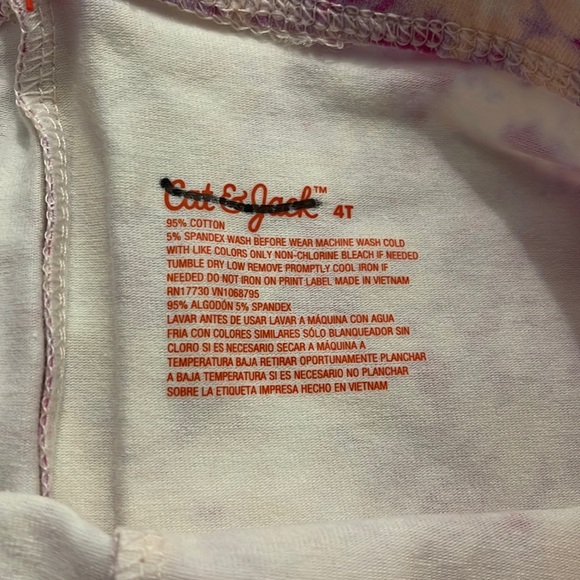 Cat & Jack™ 4T
95% COTTON
5% SPANDEX WASH BEFORE WEAR MACHINE WASH COLD
WITH LIKE COLORS ONLY NON-CHLORINE BLEACH IF NEEDED
TUMBLE DRY LOW REMOVE PROMPTLY COOL IRON IF
NEEDED DO NOT IRON ON PRINT LABEL MADE IN VIETNAM
RN17730 VN1068795
95% ALGODÓN 5% SPANDEX
LAVAR ANTES DE USAR LAVAR A MÁQUINA CON AGUA
FRIA CON COLORES SIMILARES SÓLO BLANQUEADOR SIN
CLORO SI ES NECESARIO SECAR A MÁQUINA A
TEMPERATURA BAJA RETIRAR OPORTUNAMENTE PLANCHAR
A BAJA TEMPERATURA SI ES NECESARIO NO PLANCHAR
SOBRE LA ETIQUETA IMPRESA HECHO EN VIETNAM